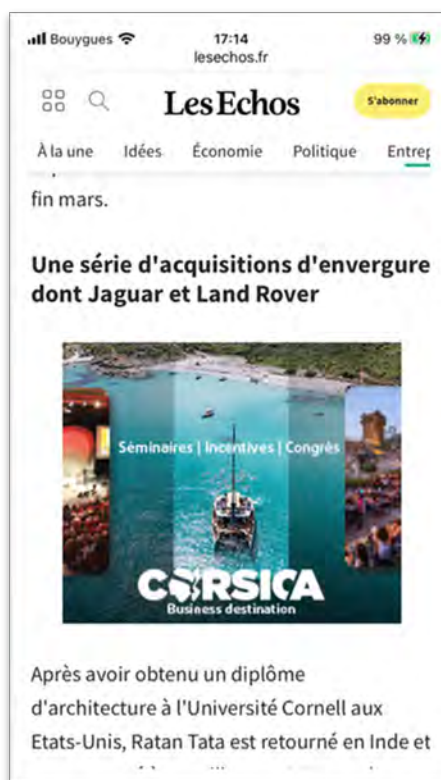 Bouygues 17:14 99 %
lesechos.fr
Les Echos S'abonner
À la une Idées Économie Politique Entrep
fin mars.
Une série d'acquisitions d'envergure
dont Jaguar et Land Rover
Séminaires | Incentives | Congrès
CORSICA
Business destination
Après avoir obtenu un diplôme
d'architecture à l'Université Cornell aux
Etats-Unis, Ratan Tata est retourné en Inde et